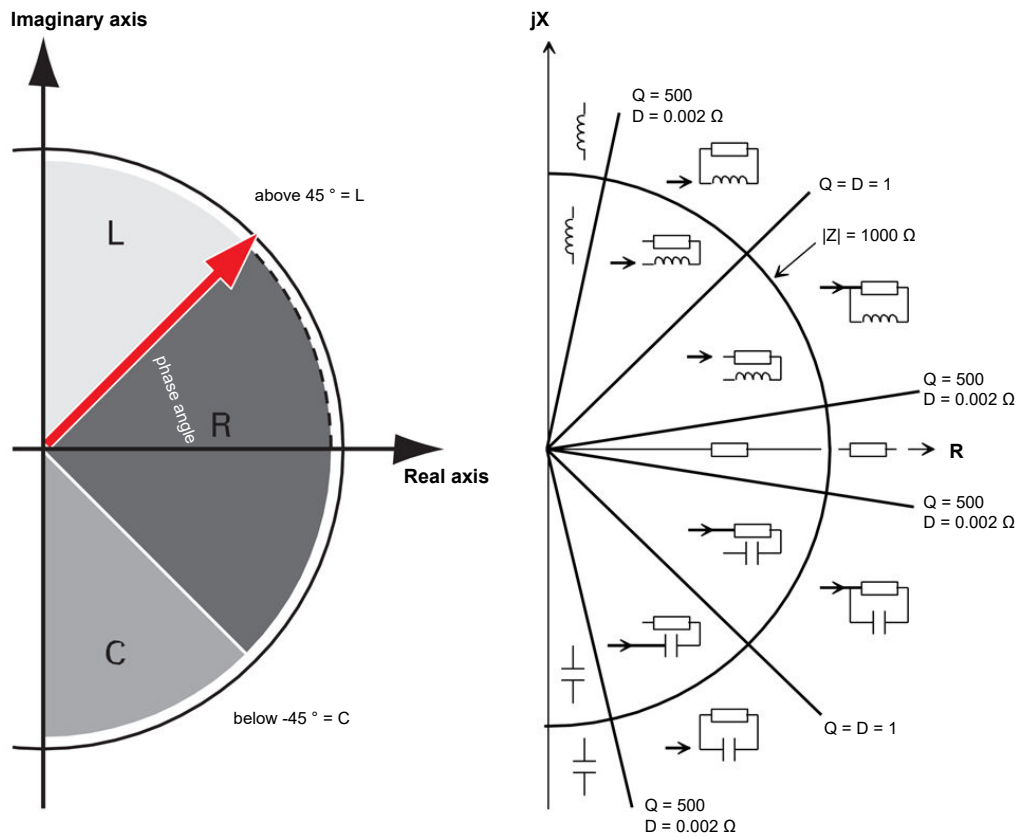 Imaginary axis
above 45 ° = L
L
phase angle
R
Real axis
C
below -45 ° = C
jX
Q = 500
D = 0.002 Ω
Q = D = 1
|Z| = 1000 Ω
Q = 500
D = 0.002 Ω
R
Q = 500
D = 0.002 Ω
Q = D = 1
Q = 500
D = 0.002 Ω